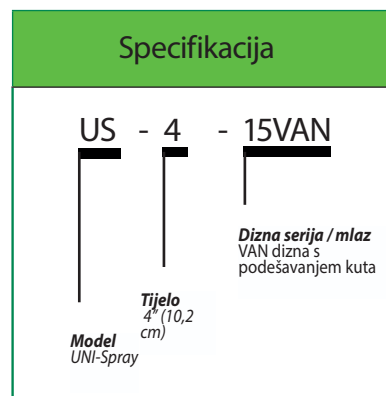 Specifikacija
US - 4 - 15VAN
Dizna serija / mlaz
VAN dizna s
podešavanjem kuta
Tijelo
4" (10,2
cm)
Model
UNI-Spray